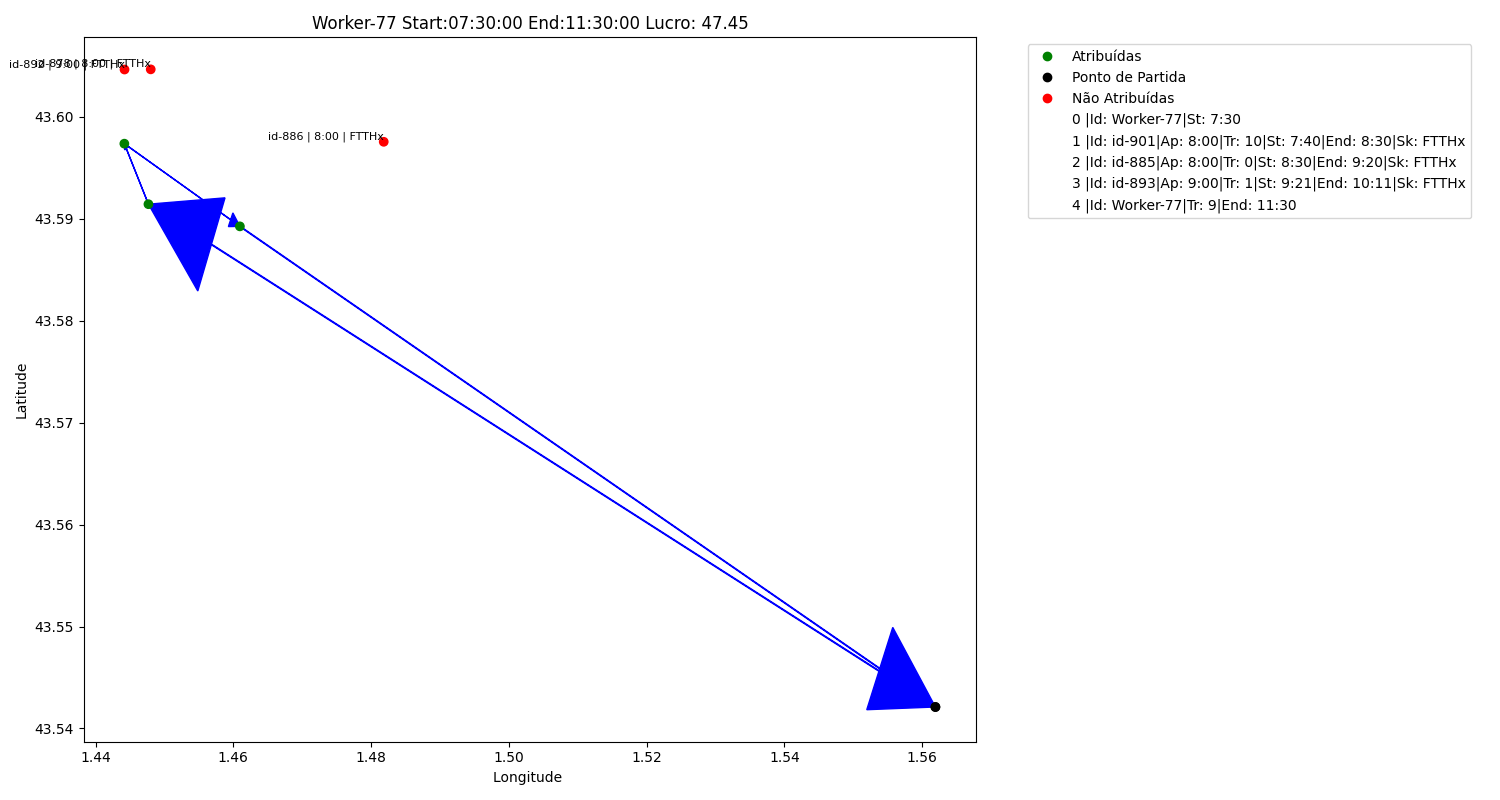 Worker-77 Start:07:30:00 End:11:30:00 Lucro: 47.45
id-886 | 8:00 | FTTHx
43.60
43.59
43.58
43.57
43.56
43.55
43.54
Latitude
1.44
1.46
1.48
1.50
1.52
1.54
1.56
Longitude
Atribuídas
Ponto de Partida
Não Atribuídas
0 |Id: Worker-77|St: 7:30
1 |Id: id-901|Ap: 8:00|Tr: 10|St: 7:40|End: 8:30|Sk: FTTHx
2 |Id: id-885|Ap: 8:00|Tr: 0|St: 8:30|End: 9:20|Sk: FTTHx
3 |Id: id-893|Ap: 9:00|Tr: 1|St: 9:21|End: 10:11|Sk: FTTHx
4 |Id: Worker-77|Tr: 9|End: 11:30